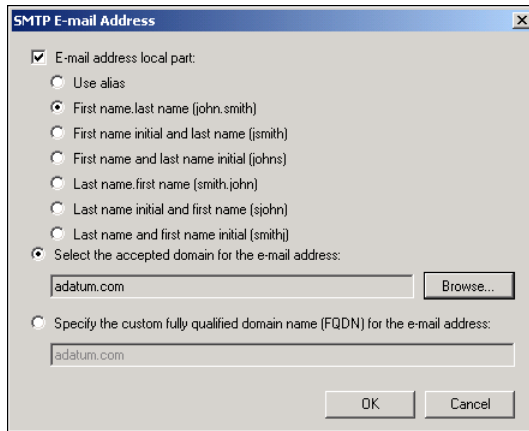 SMTP E-mail Address
E-mail address local part:
Use alias
First name.last name (john.smith)
First name initial and last name (jsmith)
First name and last name initial (johns)
Last name.first name (smith.john)
Last name initial and first name (sjohn)
Last name and first name initial (smithj)
Select the accepted domain for the e-mail address:
adatum.com Browse...
Specify the custom fully qualified domain name (FQDN) for the e-mail address:
adatum.com
OK Cancel